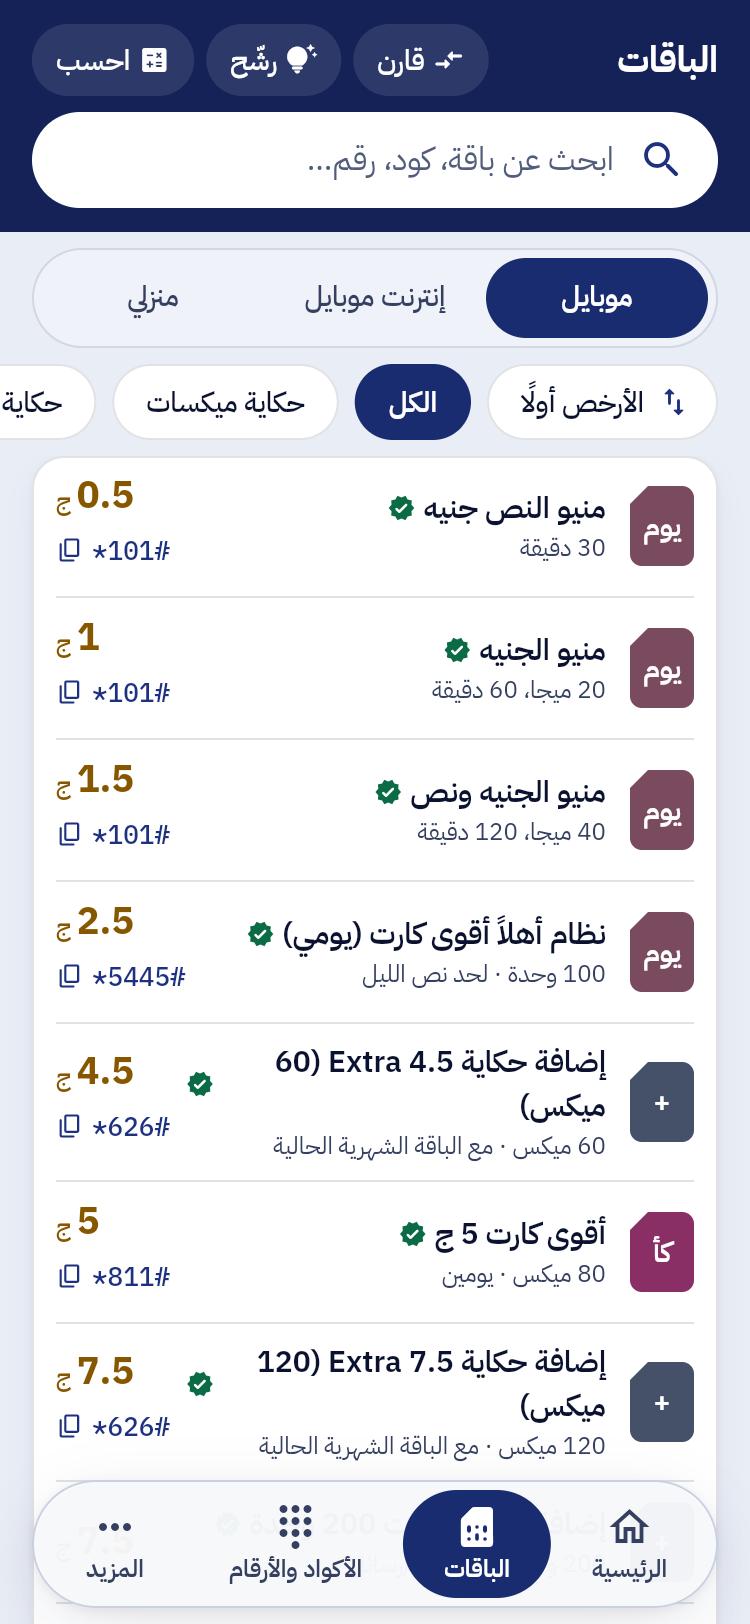 الباقات
قارن
رشّح
احسب
ابحث عن باقة، كود، رقم...
موبايل
إنترنت موبايل
منزلي
الأرخص أولًا
الكل
حكاية ميكسات
حكاية
يوم
منيو النص جنيه
30 دقيقة
0.5 ج
*101#
يوم
منيو الجنيه
20 ميجا، 60 دقيقة
1 ج
*101#
يوم
منيو الجنيه ونص
40 ميجا، 120 دقيقة
1.5 ج
*101#
يوم
نظام أهلاً أقوى كارت (يومي)
100 وحدة · لحد نص الليل
2.5 ج
*5445#
+
إضافة حكاية Extra 4.5 (60
ميكس)
60 ميكس · مع الباقة الشهرية الحالية
4.5 ج
*626#
كأ
أقوى كارت 5 ج
80 ميكس · يومين
5 ج
*811#
+
إضافة حكاية Extra 7.5 (120
ميكس)
120 ميكس · مع الباقة الشهرية الحالية
7.5 ج
*626#
7.5 ج
الرئيسية
الباقات
الأكواد والأرقام
المزيد